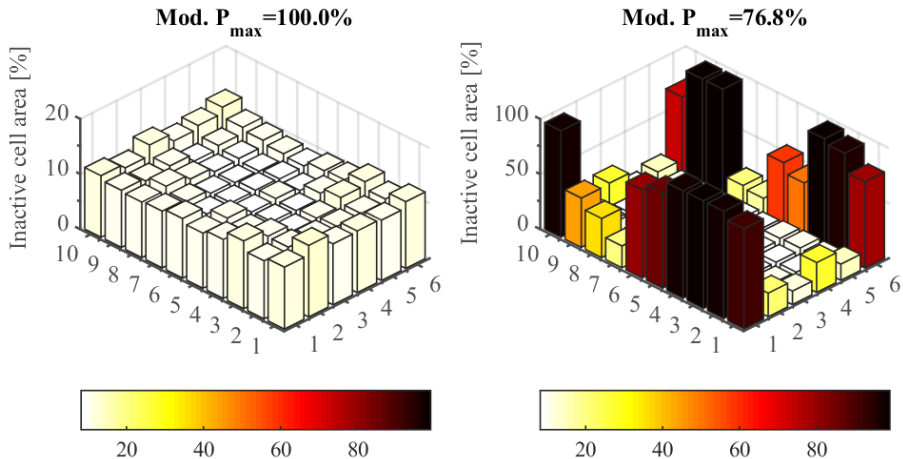 Mod. P_max=100.0%
Inactive cell area [%]
20
10
0
10 9 8 7 6 5 4 3 2 1
1 2 3 4 5 6
20 40 60
Mod. P_max=76.8%
Inactive cell area [%]
100
50
0
10 9 8 7 6 5 4 3 2 1
1 2 3 4 5 6
20 40 60 80